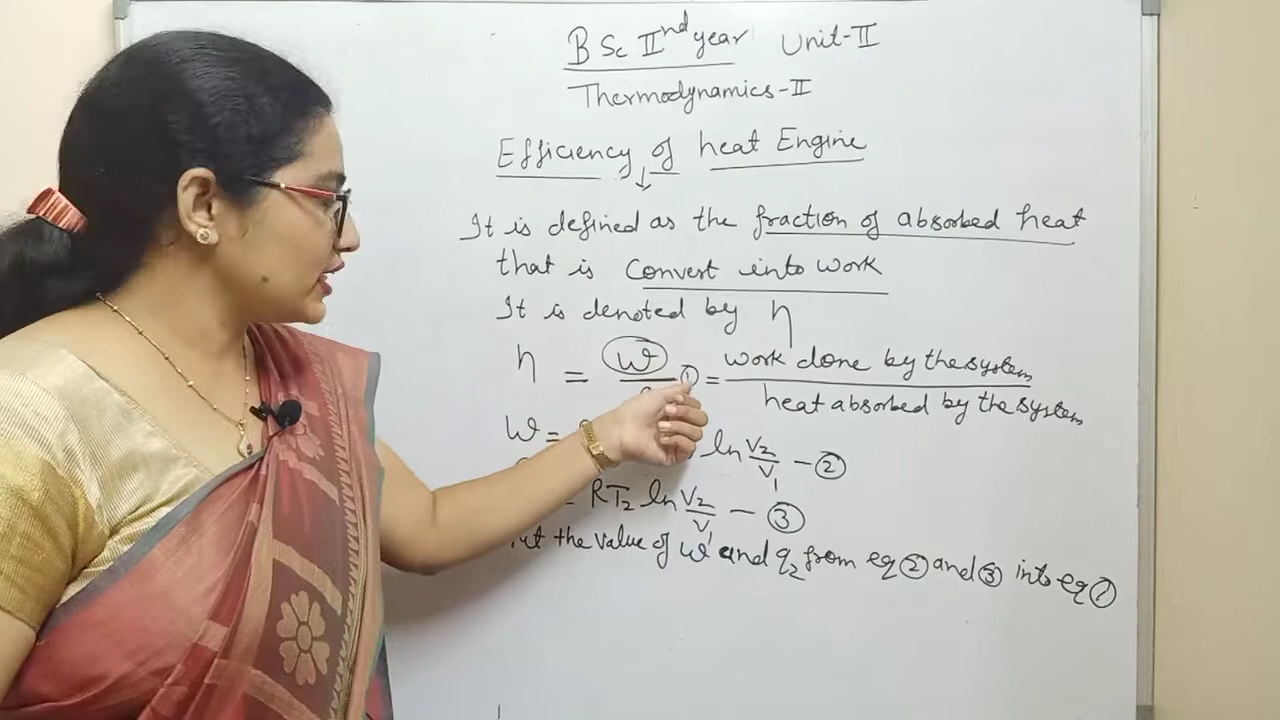 BSc IInd year Unit-II
Thermodynamics-II
Efficiency of heat Engine
↓
It is defined as the fraction of absorbed heat
that is convert into work
It is denoted by η
η = W ① = work done by the system / heat absorbed by the system
W = ln V2/V1 - ②
= RT2 ln V2/V1 - ③
the value of W and q2 from eq ② and ③ into eq ①